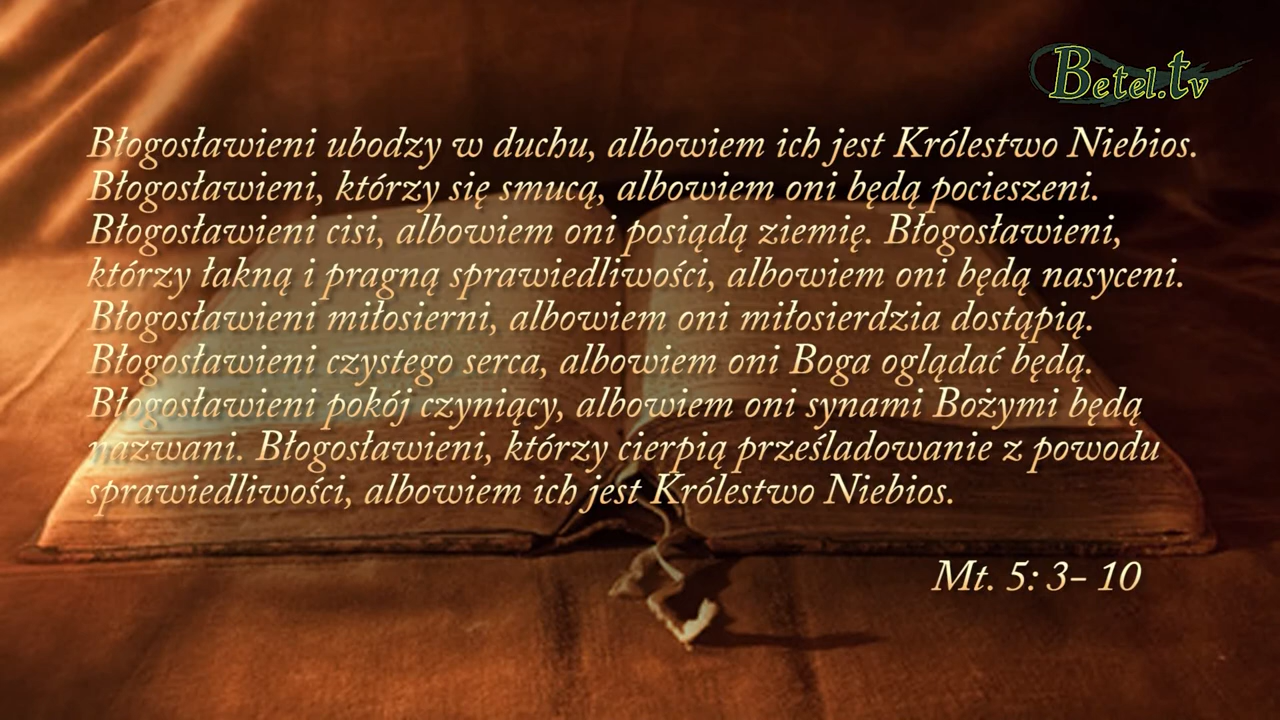 Betel.tv
Błogosławieni ubodzy w duchu, albowiem ich jest Królestwo Niebios.
Błogosławieni, którzy się smucą, albowiem oni będą pocieszeni.
Błogosławieni cisi, albowiem oni posiądą ziemię. Błogosławieni,
którzy łakną i pragną sprawiedliwości, albowiem oni będą nasyceni.
Błogosławieni miłosierni, albowiem oni miłosierdzia dostąpią.
Błogosławieni czystego serca, albowiem oni Boga oglądać będą.
Błogosławieni pokój czyniący, albowiem oni synami Bożymi będą
nazwani. Błogosławieni, którzy cierpią prześladowanie z powodu
sprawiedliwości, albowiem ich jest Królestwo Niebios.
Mt. 5: 3- 10